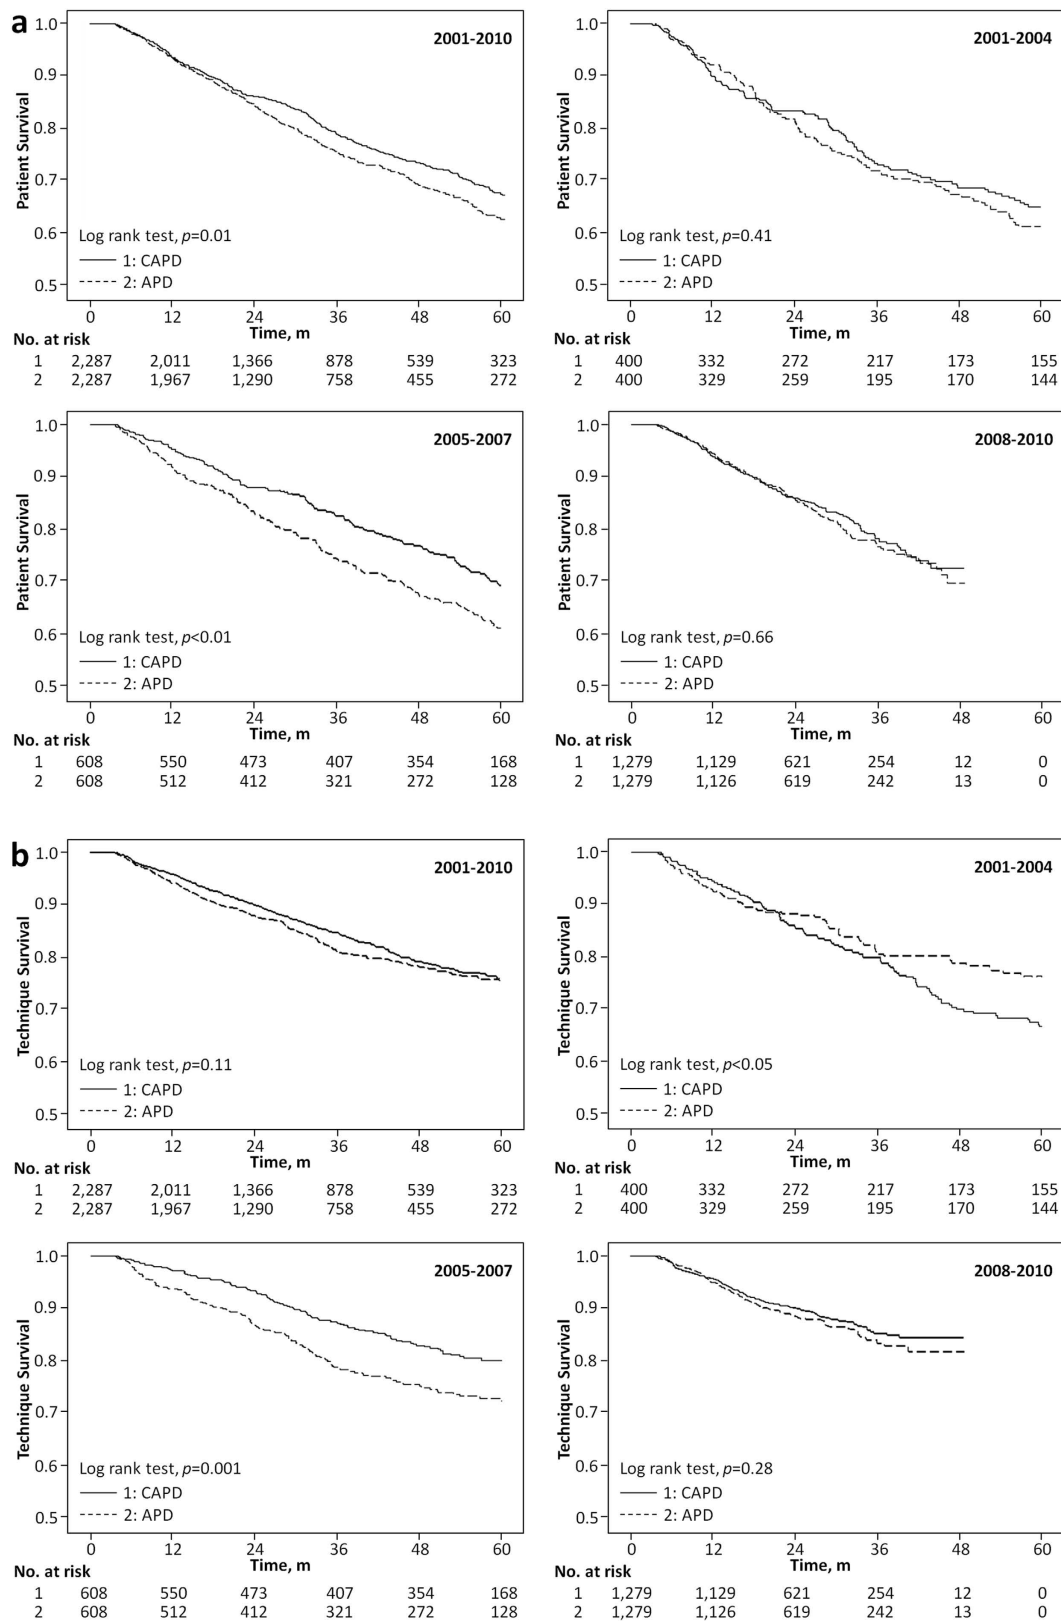 a
2001-2010
Patient Survival
1.0
0.9
0.8
0.7
0.6
0.5
Log rank test, p=0.01
1: CAPD
2: APD
0 12 24 36 48 60
Time, m
No. at risk
1 2,287 2,011 1,366 878 539 323
2 2,287 1,967 1,290 758 455 272
2001-2004
Patient Survival
1.0
0.9
0.8
0.7
0.6
0.5
Log rank test, p=0.41
1: CAPD
2: APD
0 12 24 36 48 60
Time, m
No. at risk
1 400 332 272 217 173 155
2 400 329 259 195 170 144
2005-2007
Patient Survival
1.0
0.9
0.8
0.7
0.6
0.5
Log rank test, p<0.01
1: CAPD
2: APD
0 12 24 36 48 60
Time, m
No. at risk
1 608 550 473 407 354 168
2 608 512 412 321 272 128
2008-2010
Patient Survival
1.0
0.9
0.8
0.7
0.6
0.5
Log rank test, p=0.66
1: CAPD
2: APD
0 12 24 36 48 60
Time, m
No. at risk
1 1,279 1,129 621 254 12 0
2 1,279 1,126 619 242 13 0
b
2001-2010
Technique Survival
1.0
0.9
0.8
0.7
0.6
0.5
Log rank test, p=0.11
1: CAPD
2: APD
0 12 24 36 48 60
Time, m
No. at risk
1 2,287 2,011 1,366 878 539 323
2 2,287 1,967 1,290 758 455 272
2001-2004
Technique Survival
1.0
0.9
0.8
0.7
0.6
0.5
Log rank test, p<0.05
1: CAPD
2: APD
0 12 24 36 48 60
Time, m
No. at risk
1 400 332 272 217 173 155
2 400 329 259 195 170 144
2005-2007
Technique Survival
1.0
0.9
0.8
0.7
0.6
0.5
Log rank test, p=0.001
1: CAPD
2: APD
0 12 24 36 48 60
Time, m
No. at risk
1 608 550 473 407 354 168
2 608 512 412 321 272 128
2008-2010
Technique Survival
1.0
0.9
0.8
0.7
0.6
0.5
Log rank test, p=0.28
1: CAPD
2: APD
0 12 24 36 48 60
Time, m
No. at risk
1 1,279 1,129 621 254 12 0
2 1,279 1,126 619 242 13 0